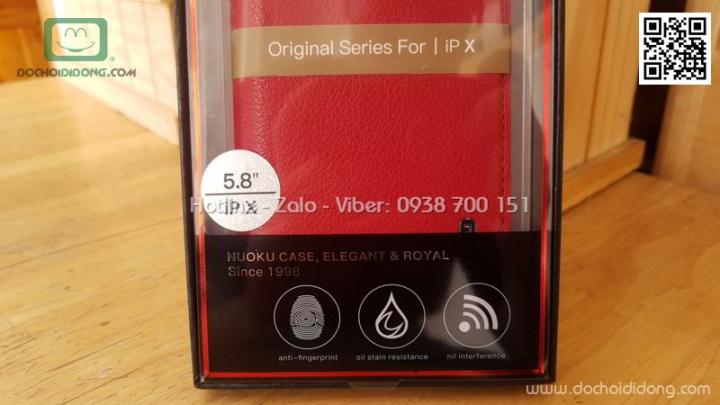 DOCHOIDIDONG.COM
Original Series For | iP X
5.8"
iP X
Hotline - Zalo - Viber: 0938 700 151
NUOKU CASE, ELEGANT & ROYAL
Since 1998
anti-fingerprint
oil stain resistance
nil interference
www.dochoididong.com